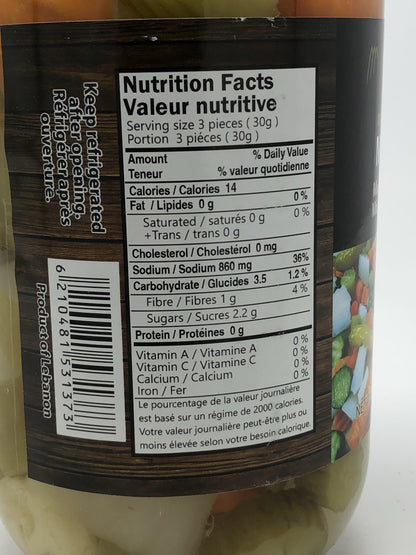 Nutrition Facts
Valeur nutritive
Serving size 3 pieces ( 30g )
Portion 3 piéces ( 30g )
Amount % Daily Value
Teneur % valeur quotidienne
Calories / Calories 14
Fat / Lipides 0 g 0 %
Saturated / saturés 0 g 0 %
+Trans / trans 0 g
Cholesterol / Cholestérol 0 mg
Sodium / Sodium 860 mg 36%
Carbohydrate / Glucides 3.5 1.2 %
Fibre / Fibres 1 g 4 %
Sugars / Sucres 2.2 g
Protein / Protéines 0 g
Vitamin A / Vitamine A 0 %
Vitamin C / Vitamine C 0 %
Calcium / Calcium 0 %
Iron / Fer 0 %
Le pourcentage de la valeur journalière
est basé sur un régime de 2000 calories.
Votre valeur journalière peut-être plus ou
moins élevée selon votre besoin calorique
Keep refrigerated
after opening.
Réfrigérarapres
ouverture.
6210481531373
Product of Lebanon